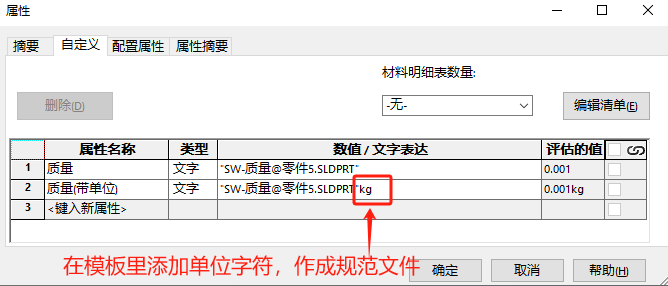 属性
摘要 自定义 配置属性 属性摘要
材料明细表数量:
删除(D) -无- 编辑清单(E)
属性名称 类型 数值 / 文字表达 评估的值
1 质量 文字 "SW-质量@零件5.SLDPRT" 0.001
2 质量(带单位) 文字 "SW-质量@零件5.SLDPRT"kg 0.001kg
3 <键入新属性>
在模板里添加单位字符，作成规范文件
确定 取消 帮助(H)